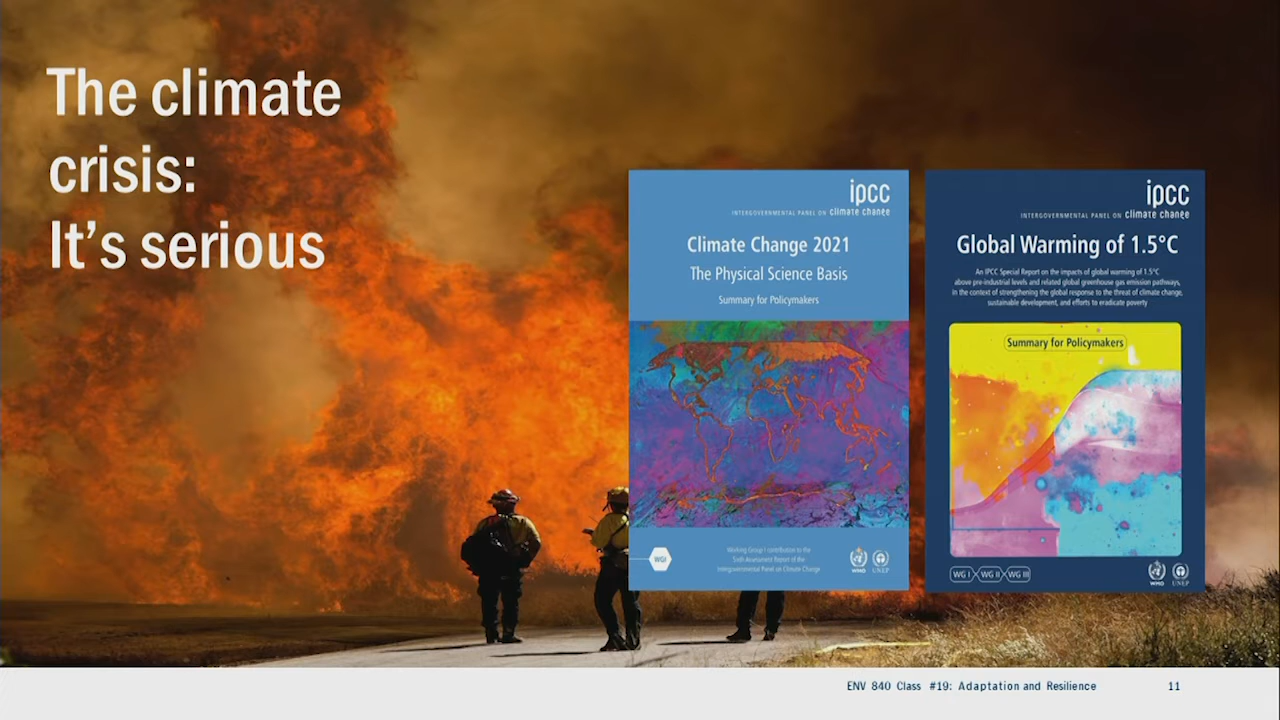 The climate
crisis:
It's serious
ipcc
INTERGOVERNMENTAL PANEL ON climate change
Climate Change 2021
The Physical Science Basis
Summary for Policymakers
WGI
Working Group I contribution to the
Sixth Assessment Report of the
Intergovernmental Panel on Climate Change
WMO
UNEP
ipcc
INTERGOVERNMENTAL PANEL ON climate change
Global Warming of 1.5°C
An IPCC Special Report on the impacts of global warming of 1.5°C
above pre-industrial levels and related global greenhouse gas emission pathways,
in the context of strengthening the global response to the threat of climate change,
sustainable development, and efforts to eradicate poverty
Summary for Policymakers
WG I WG II WG III
WMO
UNEP
ENV 840 Class #19: Adaptation and Resilience
11